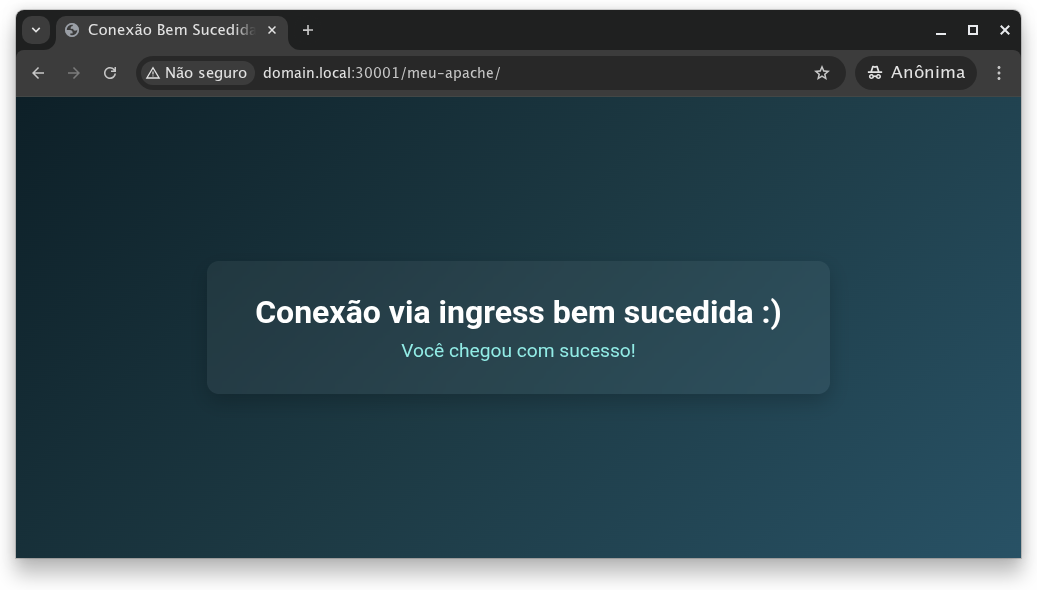 Conexão Bem Sucedida
Não seguro domain.local:30001/meu-apache/ Anônima
Conexão via ingress bem sucedida :)
Você chegou com sucesso!